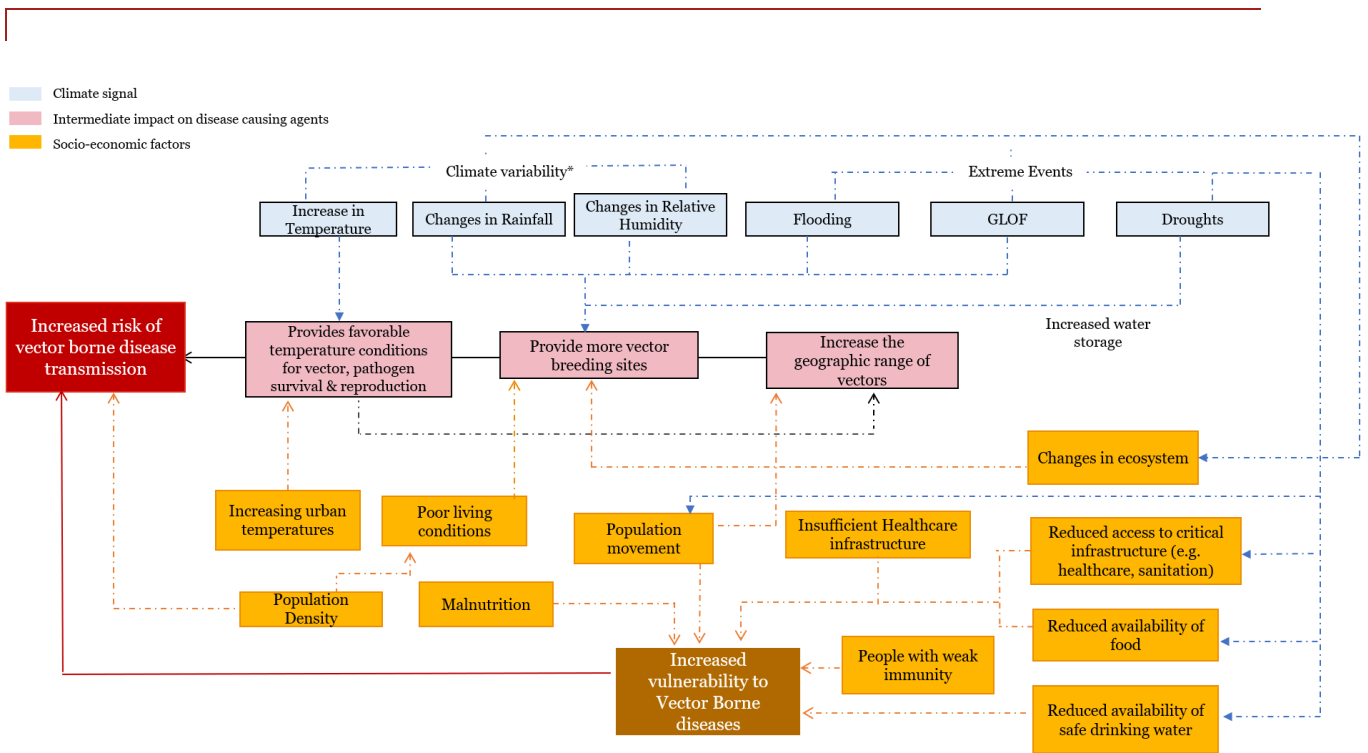 Climate signal
Intermediate impact on disease causing agents
Socio-economic factors
Climate variability*
Extreme Events
Increase in
Temperature
Changes in Rainfall
Changes in Relative
Humidity
Flooding
GLOF
Droughts
Increased risk of
vector borne disease
transmission
Provides favorable
temperature conditions
for vector, pathogen
survival & reproduction
Provide more vector
breeding sites
Increase the
geographic range of
vectors
Increased water
storage
Changes in ecosystem
Increasing urban
temperatures
Poor living
conditions
Population
movement
Insufficient Healthcare
infrastructure
Reduced access to critical
infrastructure (e.g.
healthcare, sanitation)
Population
Density
Malnutrition
Reduced availability of
food
Increased
vulnerability to
Vector Borne
diseases
People with weak
immunity
Reduced availability of
safe drinking water